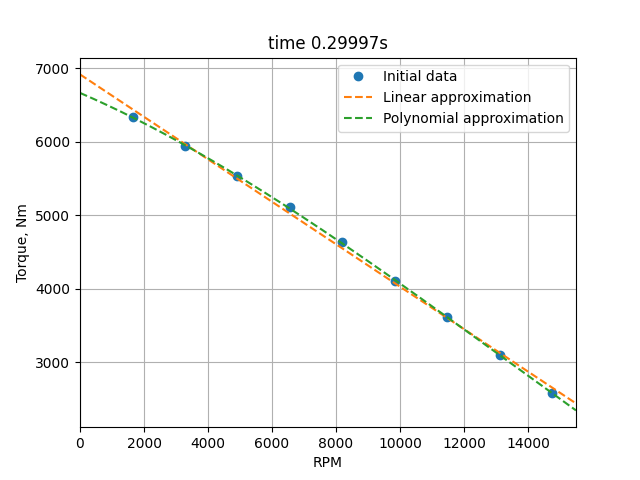 time 0.29997s
Initial data
Linear approximation
Polynomial approximation
7000
6000
5000
4000
3000
Torque, Nm
0 2000 4000 6000 8000 10000 12000 14000
RPM